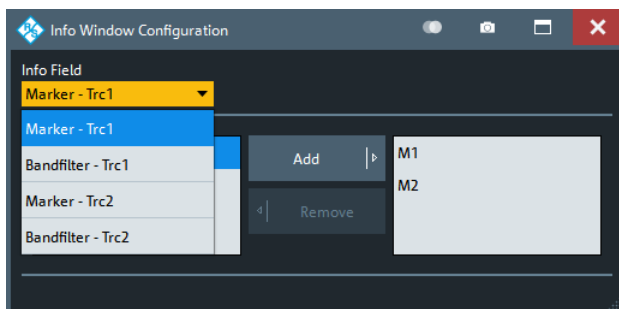 R&S Info Window Configuration
Info Field
Marker - Trc1
Marker - Trc1
Bandfilter - Trc1
Marker - Trc2
Bandfilter - Trc2
Add
Remove
M1
M2